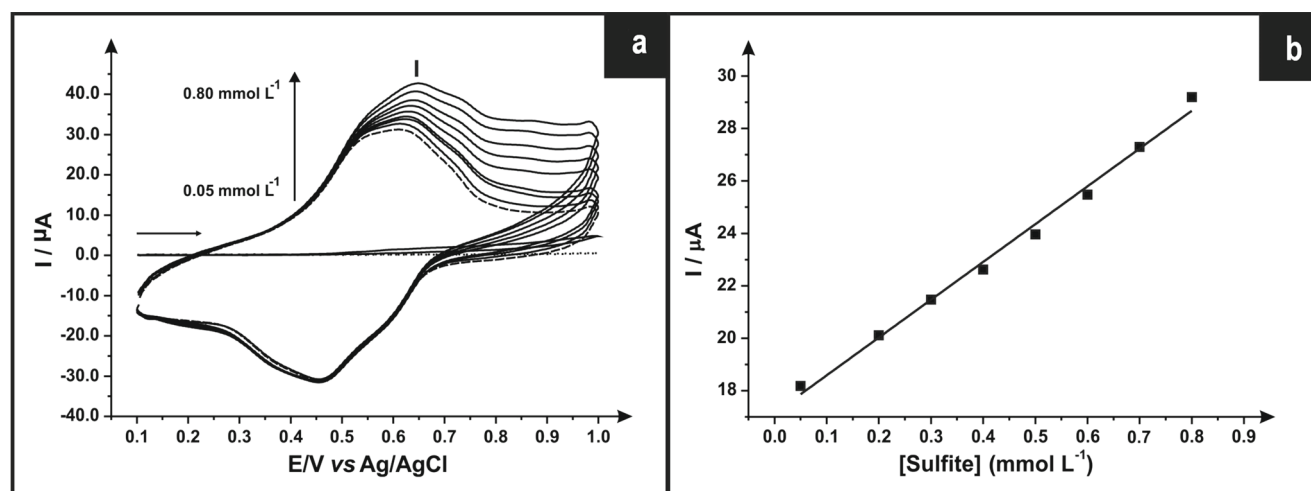 a
I
0.80 mmol L⁻¹
0.05 mmol L⁻¹
I / µA
40.0
30.0
20.0
10.0
0.0
-10.0
-20.0
-30.0
-40.0
0.1 0.2 0.3 0.4 0.5 0.6 0.7 0.8 0.9 1.0
E/V vs Ag/AgCl
b
I / µA
30
28
26
24
22
20
18
0.0 0.1 0.2 0.3 0.4 0.5 0.6 0.7 0.8 0.9
[Sulfite] (mmol L⁻¹)